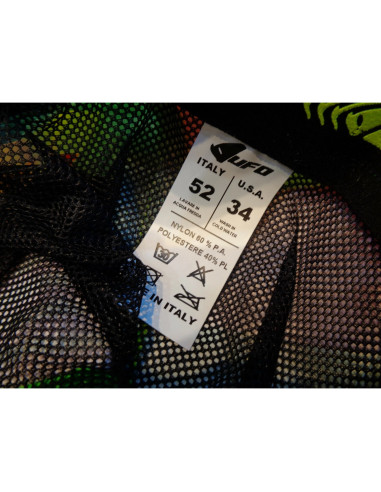 UFO
ITALY U.S.A.
52 34
LAVARE IN WASH IN
ACQUA FREDDA COLD WATER
NYLON 60 % P.A.
POLYESTERE 40% PL
30
E IN ITALY